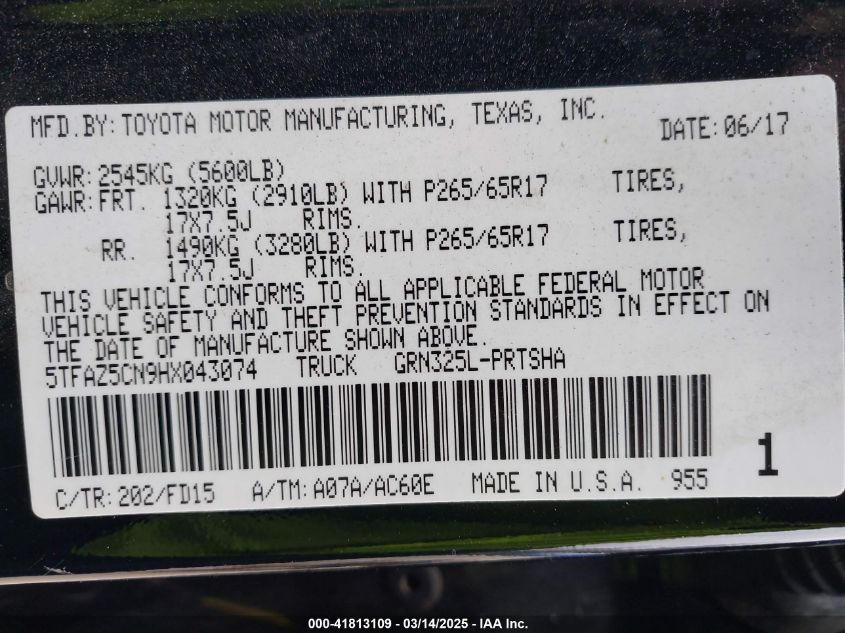 MFD.BY:TOYOTA MOTOR MANUFACTURING, TEXAS, INC.
DATE:06/17
GVWR:2545KG (5600LB)
GAWR:FRT. 1320KG (2910LB) WITH P265/65R17 TIRES,
17X7.5J RIMS.
RR. 1490KG (3280LB) WITH P265/65R17 TIRES,
17X7.5J RIMS.
THIS VEHICLE CONFORMS TO ALL APPLICABLE FEDERAL MOTOR
VEHICLE SAFETY AND THEFT PREVENTION STANDARDS IN EFFECT ON
THE DATE OF MANUFACTURE SHOWN ABOVE.
5TFAZ5CN9HX043074 TRUCK GRN325L-PRTSHA
1
C/TR:202/FD15 A/TM:A07A/AC60E MADE IN U.S.A. 955
000-41813109 - 03/14/2025 - IAA Inc.